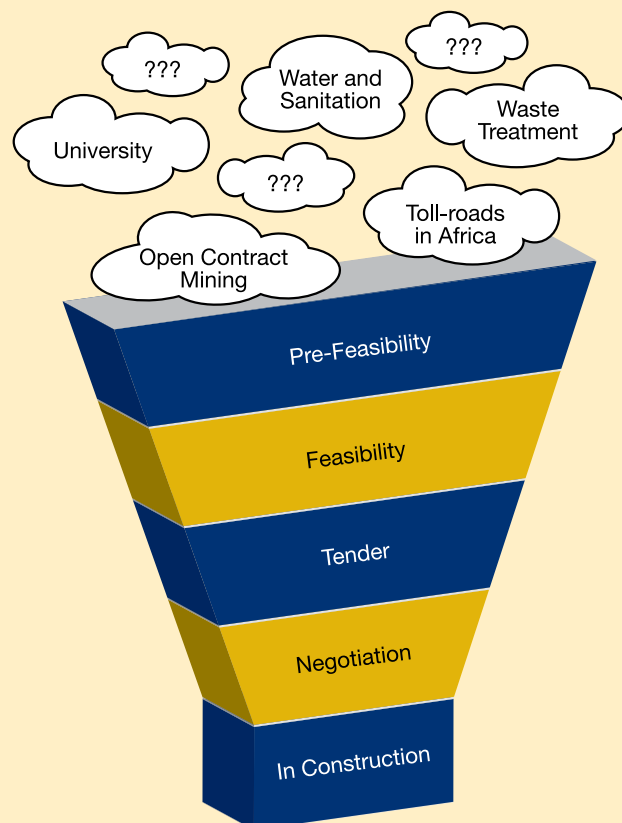 ???
???
Water and
Sanitation
Waste
Treatment
University
???
Toll-roads
in Africa
Open Contract
Mining
Pre-Feasibility
Feasibility
Tender
Negotiation
In Construction